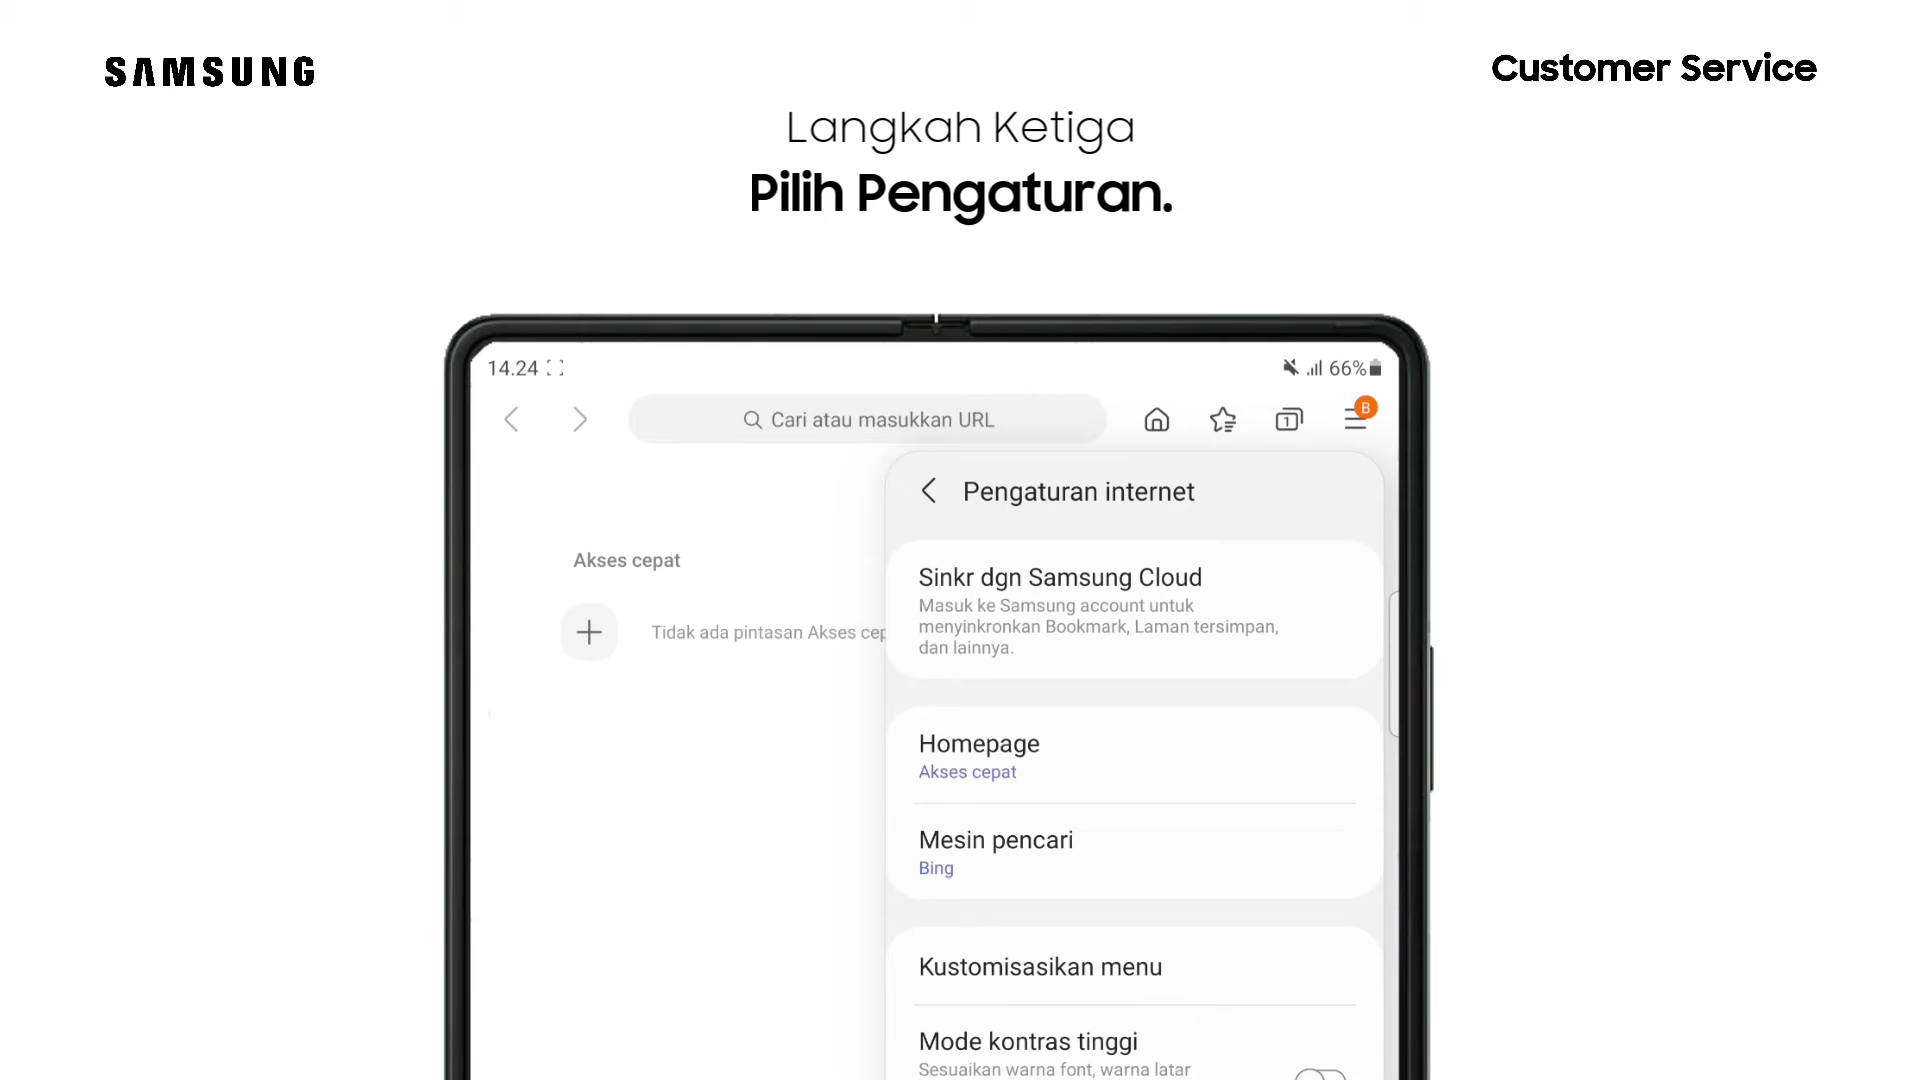 SAMSUNG
Customer Service
Langkah Ketiga
Pilih Pengaturan.
14.24
66%
Cari atau masukkan URL
1
B
Pengaturan internet
Akses cepat
Tidak ada pintasan Akses cep
Sinkr dgn Samsung Cloud
Masuk ke Samsung account untuk
menyinkronkan Bookmark, Laman tersimpan,
dan lainnya.
Homepage
Akses cepat
Mesin pencari
Bing
Kustomisasikan menu
Mode kontras tinggi
Sesuaikan warna font, warna latar